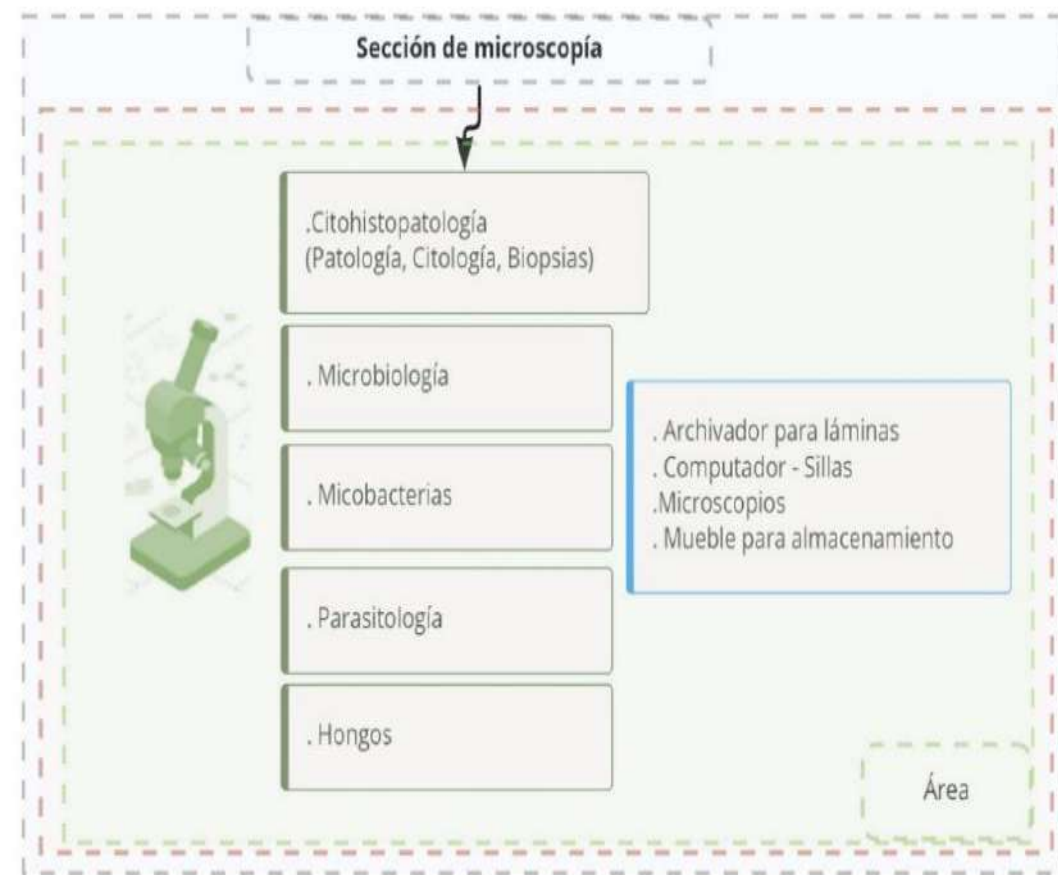 Sección de microscopía
.Citohistopatología
(Patología, Citología, Biopsias)
. Microbiología
. Micobacterias
. Parasitología
. Hongos
. Archivador para láminas
. Computador - Sillas
.Microscopios
. Mueble para almacenamiento
Área